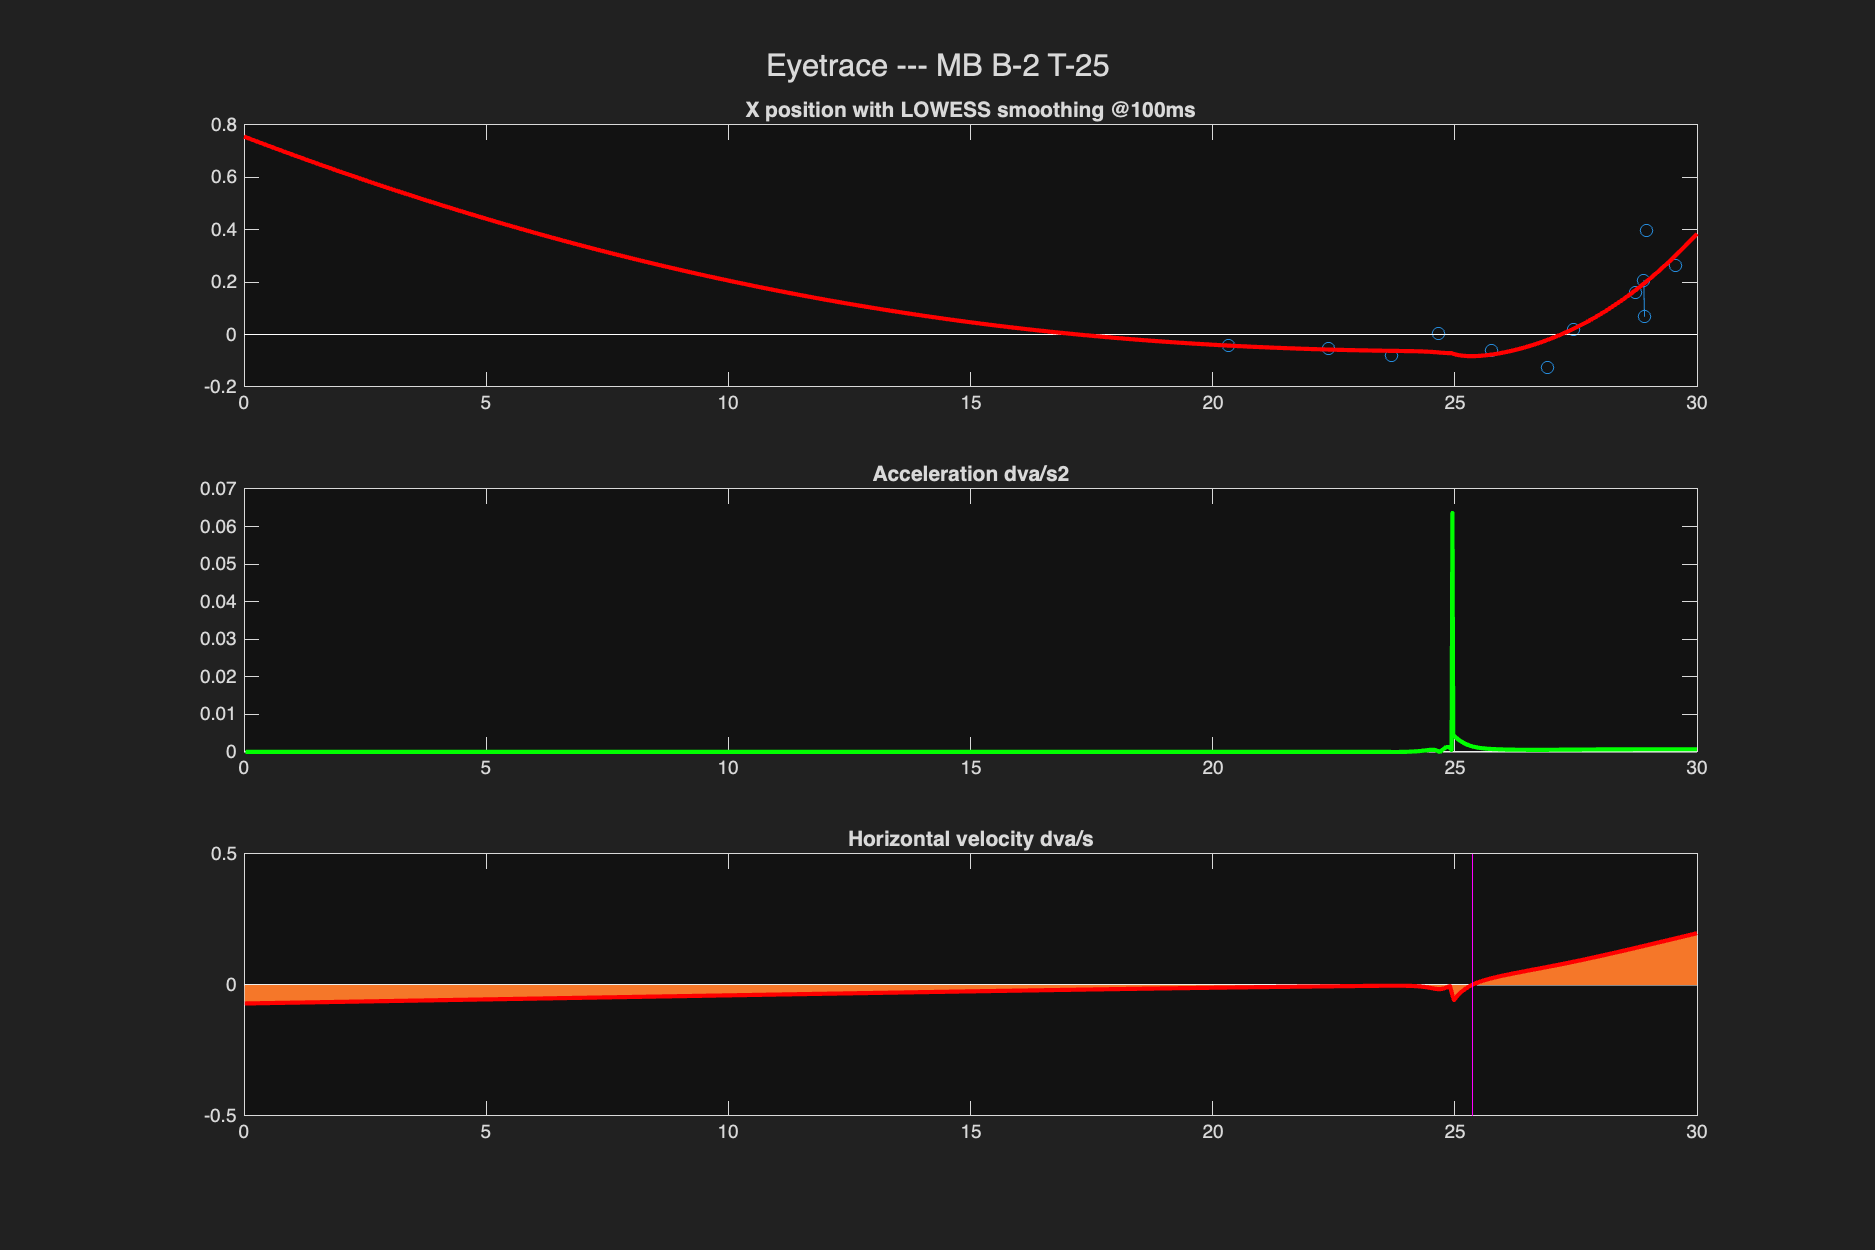 Eyetrace --- MB B-2 T-25
X position with LOWESS smoothing @100ms
0.8
0.6
0.4
0.2
0
-0.2
0 5 10 15 20 25 30
Acceleration dva/s2
0.07
0.06
0.05
0.04
0.03
0.02
0.01
0
0 5 10 15 20 25 30
Horizontal velocity dva/s
0.5
0
-0.5
0 5 10 15 20 25 30